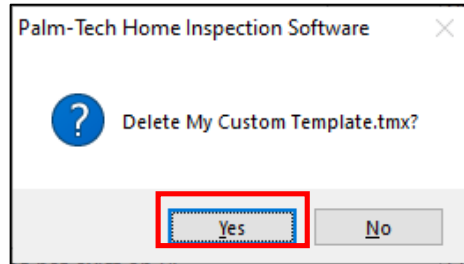 Palm-Tech Home Inspection Software
Delete My Custom Template.tmx?
Yes
No